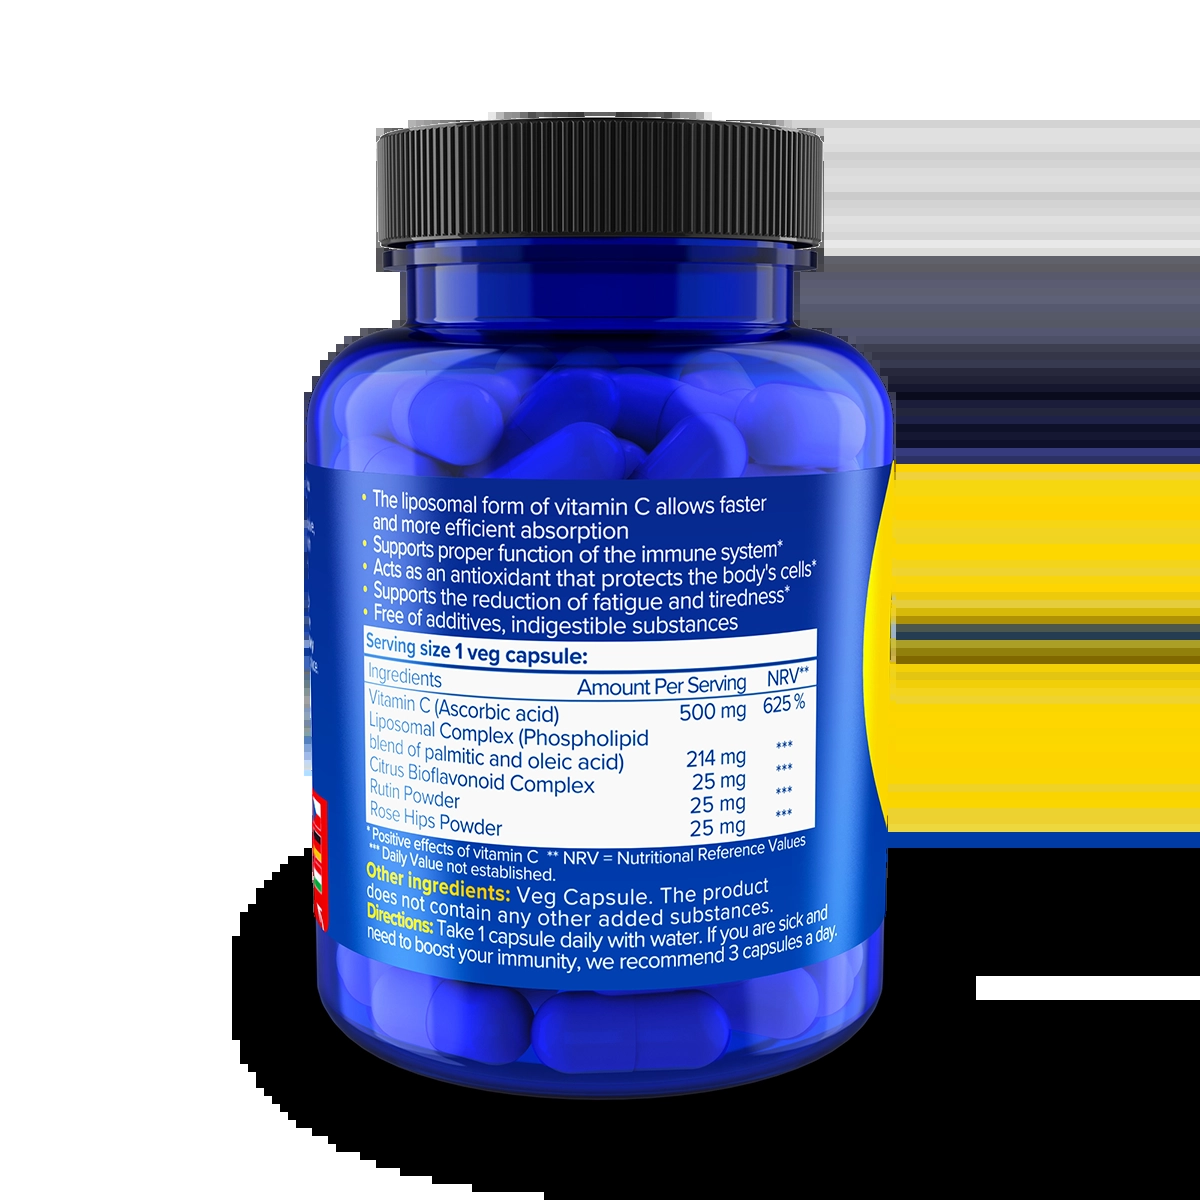 • The liposomal form of vitamin C allows faster
and more efficient absorption
• Supports proper function of the immune system*
• Acts as an antioxidant that protects the body's cells*
• Supports the reduction of fatigue and tiredness*
• Free of additives, indigestible substances
Serving size 1 veg capsule:
Ingredients Amount Per Serving NRV**
Vitamin C (Ascorbic acid) 500 mg 625 %
Liposomal Complex (Phospholipid
blend of palmitic and oleic acid) 214 mg ***
Citrus Bioflavonoid Complex 25 mg ***
Rutin Powder 25 mg ***
Rose Hips Powder 25 mg ***
* Positive effects of vitamin C ** NRV = Nutritional Reference Values
*** Daily Value not established.
Other ingredients: Veg Capsule. The product
does not contain any other added substances.
Directions: Take 1 capsule daily with water. If you are sick and
need to boost your immunity, we recommend 3 capsules a day.